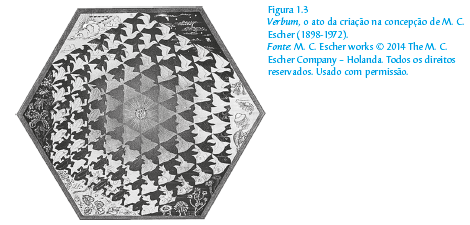 Figura 1.3
Verbum, o ato da criação na concepção de M. C.
Escher (1898-1972).
Fonte: M. C. Escher works © 2014 The M. C.
Escher Company – Holanda. Todos os direitos
reservados. Usado com permissão.